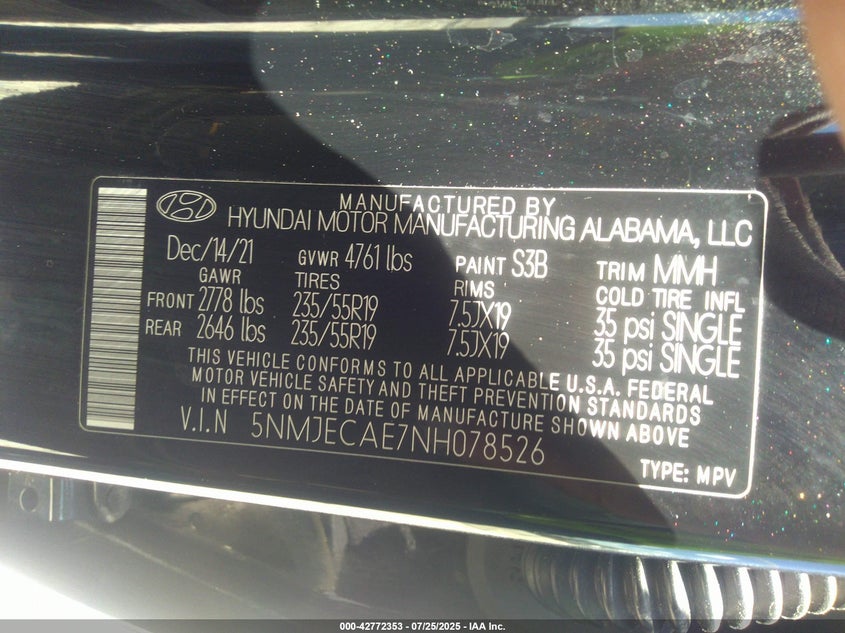 MANUFACTURED BY
HYUNDAI MOTOR MANUFACTURING ALABAMA, LLC
Dec/14/21 GVWR 4761 lbs PAINT S3B TRIM MMH
GAWR TIRES RIMS COLD TIRE INFL
FRONT 2778 lbs 235/55R19 7.5JX19 35 psi SINGLE
REAR 2646 lbs 235/55R19 7.5JX19 35 psi SINGLE
THIS VEHICLE CONFORMS TO ALL APPLICABLE U.S.A. FEDERAL
MOTOR VEHICLE SAFETY AND THEFT PREVENTION STANDARDS
IN EFFECT ON THE DATE OF MANUFACTURE SHOWN ABOVE
V.I.N 5NMJECAE7NH078526
TYPE: MPV
000-42772353 - 07/25/2025 - IAA Inc.